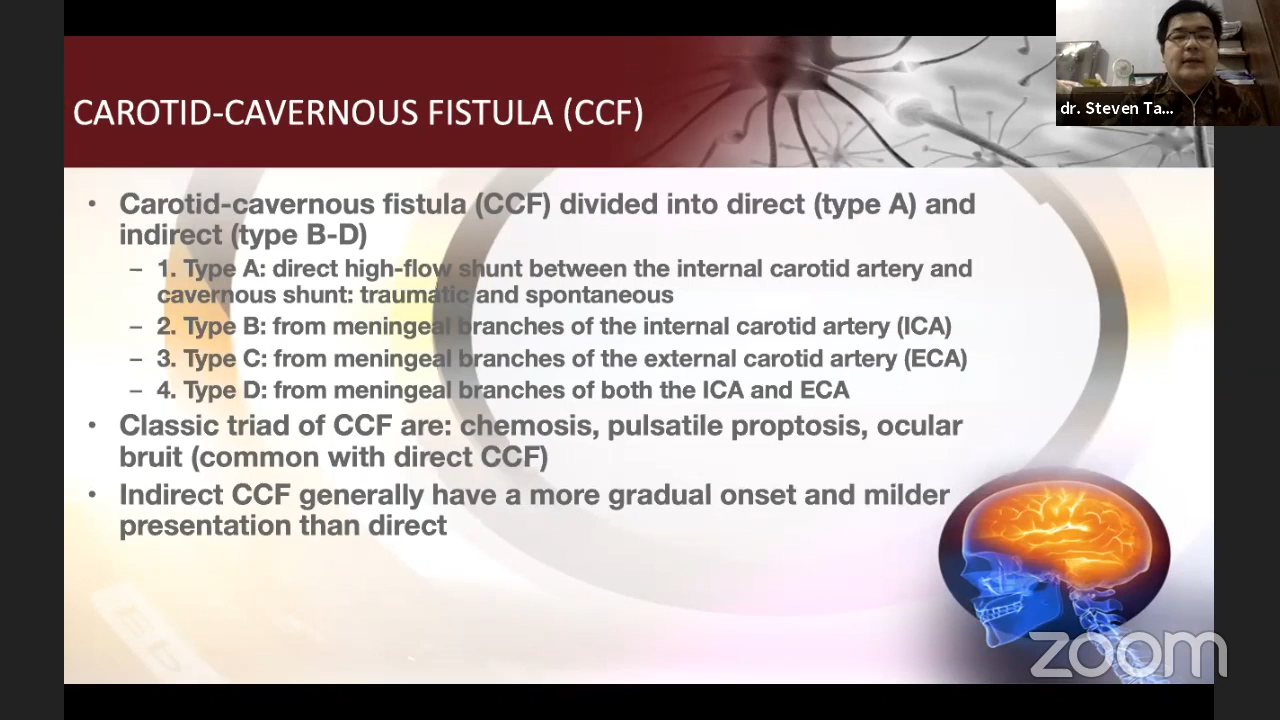 dr. Steven Ta...
CAROTID-CAVERNOUS FISTULA (CCF)
• Carotid-cavernous fistula (CCF) divided into direct (type A) and
indirect (type B-D)
– 1. Type A: direct high-flow shunt between the internal carotid artery and
cavernous shunt: traumatic and spontaneous
– 2. Type B: from meningeal branches of the internal carotid artery (ICA)
– 3. Type C: from meningeal branches of the external carotid artery (ECA)
– 4. Type D: from meningeal branches of both the ICA and ECA
• Classic triad of CCF are: chemosis, pulsatile proptosis, ocular
bruit (common with direct CCF)
• Indirect CCF generally have a more gradual onset and milder
presentation than direct
zoom